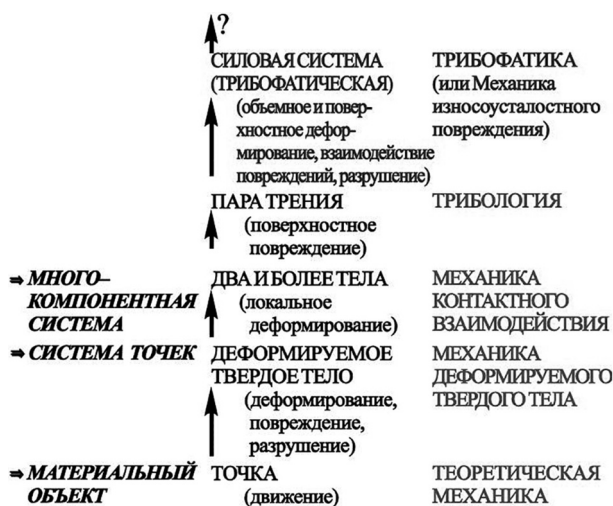 ?
СИЛОВАЯ СИСТЕМА ТРИБОФАТИКА
(ТРИБОФАТИЧЕСКАЯ) (или Механика
(объемное и повер- износоусталостного
хностное дефор- повреждения)
мирование, взаимодействие
повреждений, разрушение)
ПАРА ТРЕНИЯ ТРИБОЛОГИЯ
(поверхностное
повреждение)
⇒ МНОГО– ДВА И БОЛЕЕ ТЕЛА МЕХАНИКА
КОМПОНЕНТНАЯ (локальное КОНТАКТНОГО
СИСТЕМА деформирование) ВЗАИМОДЕЙСТВИЯ
⇒ СИСТЕМА ТОЧЕК ДЕФОРМИРУЕМОЕ МЕХАНИКА
ТВЕРДОЕ ТЕЛО ДЕФОРМИРУЕМОГО
(деформирование, ТВЕРДОГО ТЕЛА
повреждение,
разрушение)
⇒ МАТЕРИАЛЬНЫЙ ТОЧКА ТЕОРЕТИЧЕСКАЯ
ОБЪЕКТ (движение) МЕХАНИКА